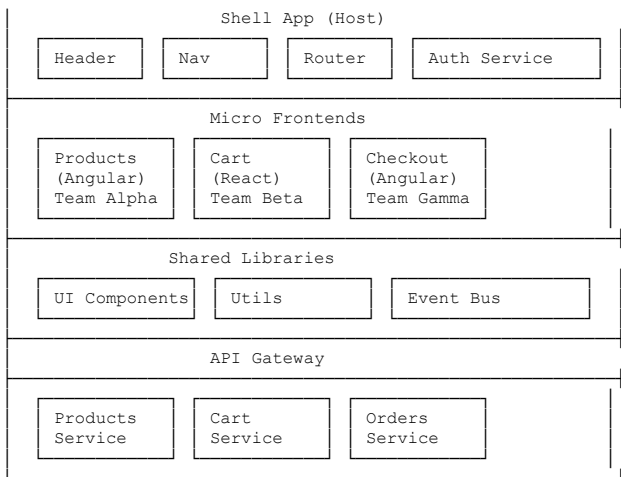 Shell App (Host)
Header Nav Router Auth Service
Micro Frontends
Products Cart Checkout
(Angular) (React) (Angular)
Team Alpha Team Beta Team Gamma
Shared Libraries
UI Components Utils Event Bus
API Gateway
Products Cart Orders
Service Service Service